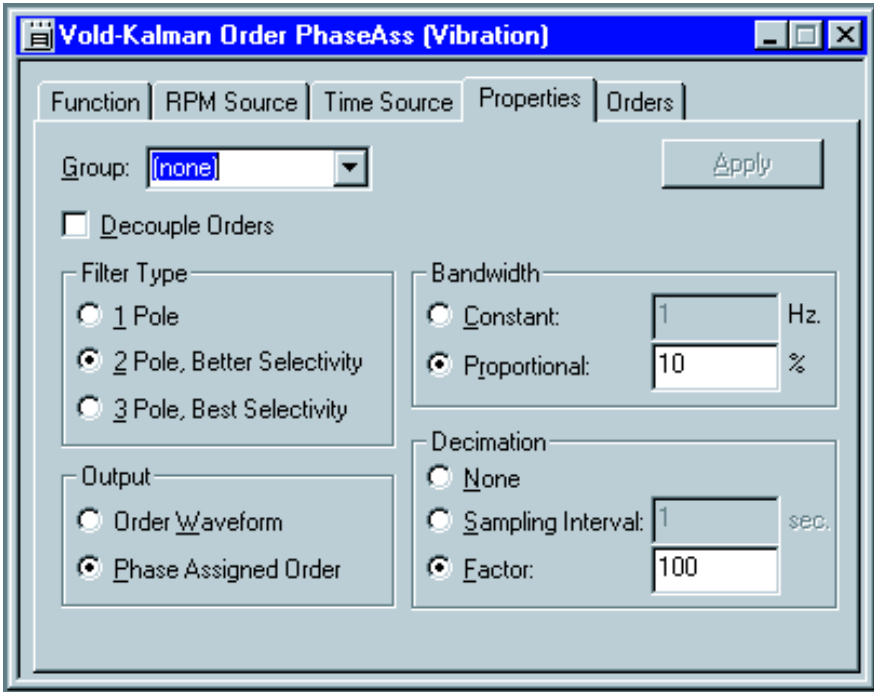 Vold-Kalman Order PhaseAss (Vibration)
Function
RPM Source
Time Source
Properties
Orders
Group:
(none)
Apply
Decouple Orders
Filter Type
1 Pole
2 Pole, Better Selectivity
3 Pole, Best Selectivity
Bandwidth
Constant:
1
Hz.
Proportional:
10
%
Output
Order Waveform
Phase Assigned Order
Decimation
None
Sampling Interval:
1
sec.
Factor:
100